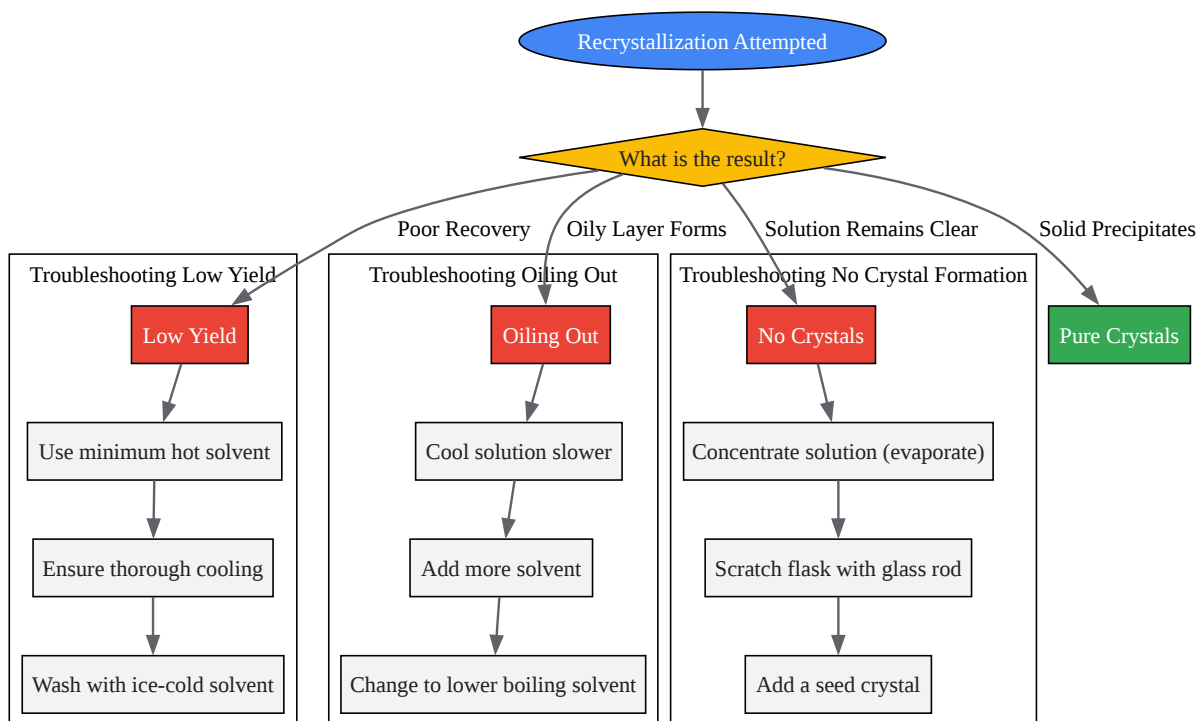 Recrystallization Attempted
What is the result?
Poor Recovery
Oily Layer Forms
Solution Remains Clear
Solid Precipitates
Troubleshooting Low Yield
Low Yield
Use minimum hot solvent
Ensure thorough cooling
Wash with ice-cold solvent
Troubleshooting Oiling Out
Oiling Out
Cool solution slower
Add more solvent
Change to lower boiling solvent
Troubleshooting No Crystal Formation
No Crystals
Concentrate solution (evaporate)
Scratch flask with glass rod
Add a seed crystal
Pure Crystals